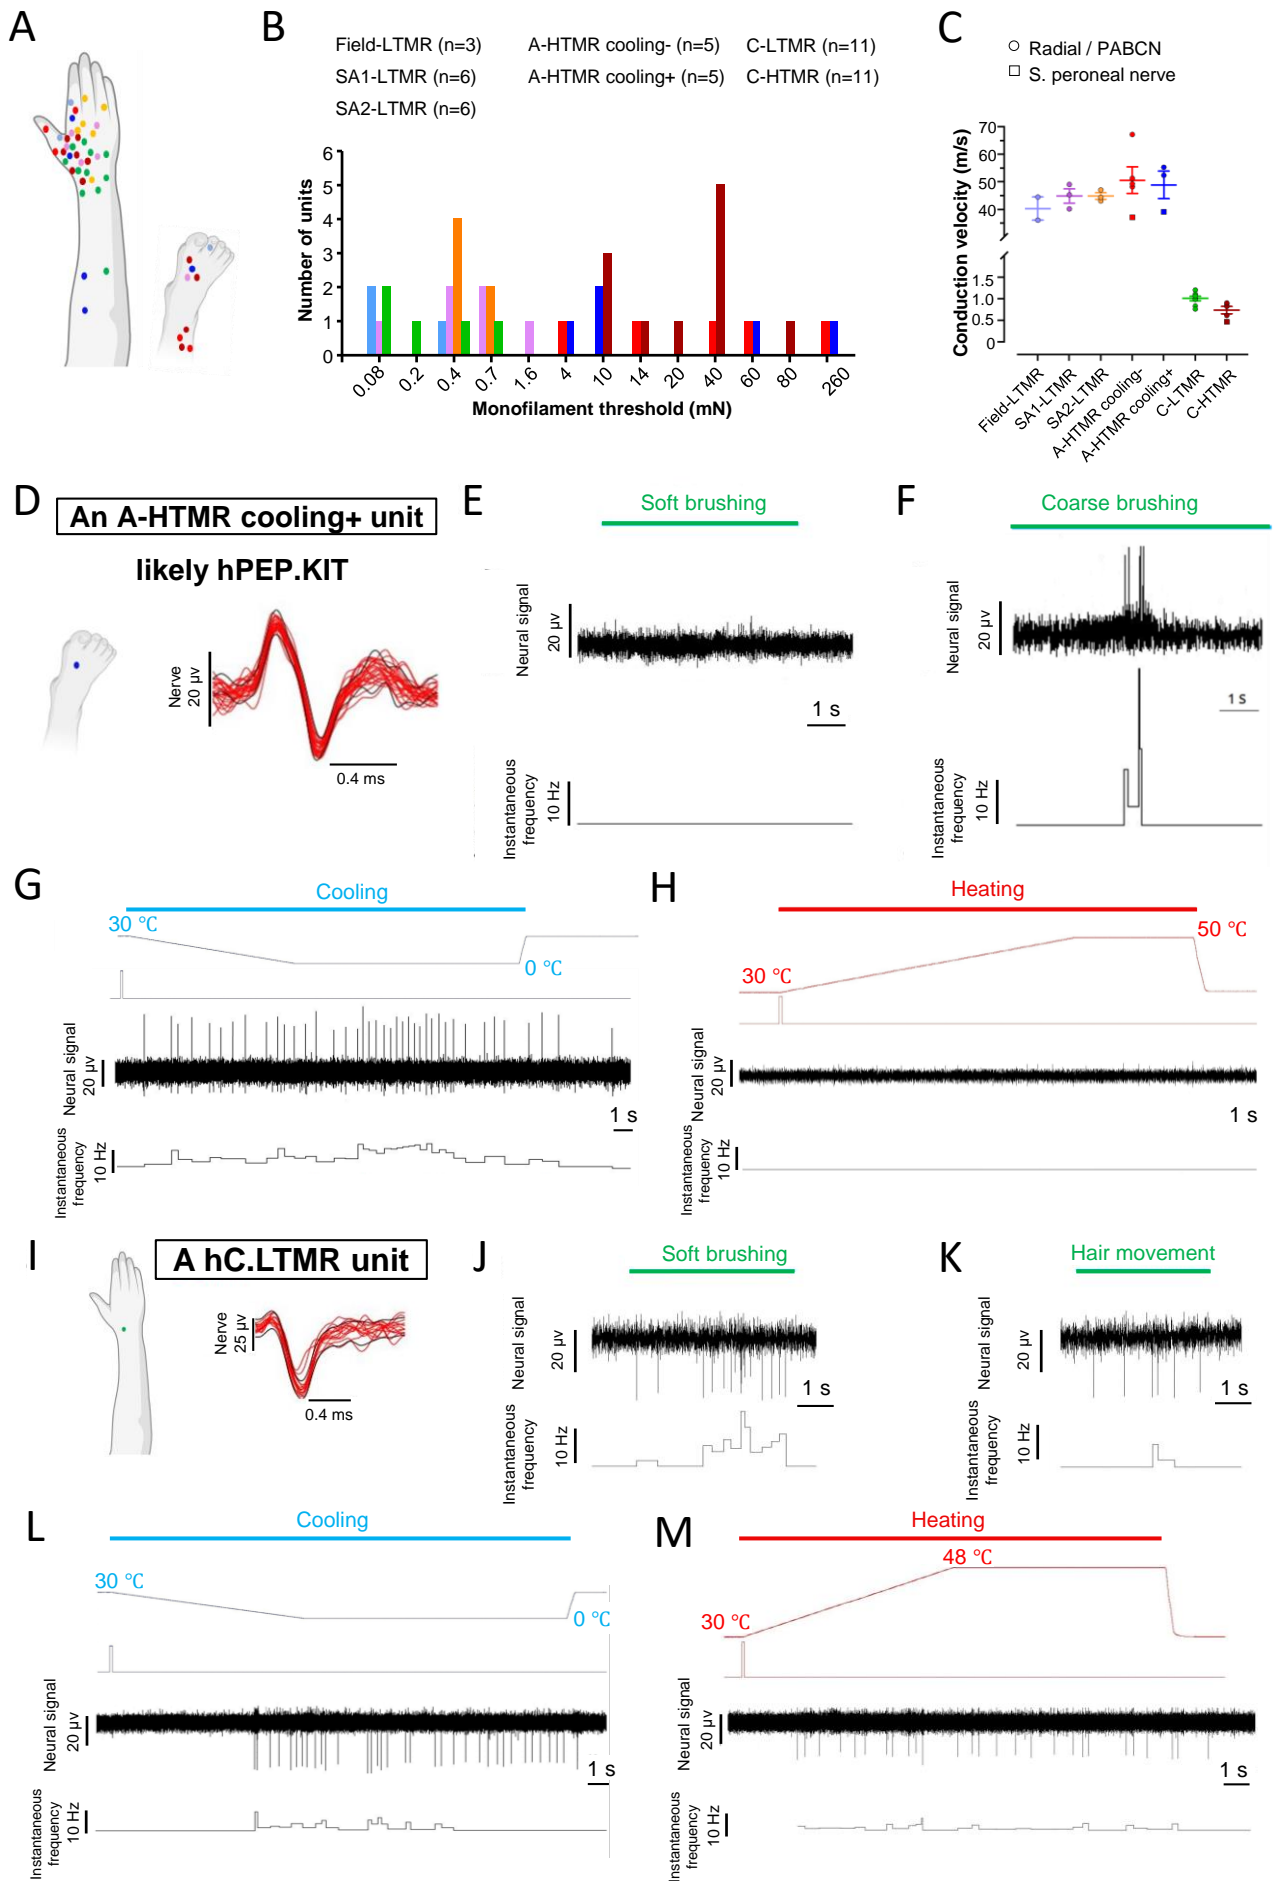 A
B
Field-LTMR (n=3)
A-HTMR cooling- (n=5)
C-LTMR (n=11)
SA1-LTMR (n=6)
A-HTMR cooling+ (n=5)
C-HTMR (n=11)
SA2-LTMR (n=6)
Number of units
6
5
4
3
2
1
0
0.08
0.2
0.4
0.7
1.6
4
10
14
20
40
60
80
260
Monofilament threshold (mN)
C
Radial / PABCN
S. peroneal nerve
Conduction velocity (m/s)
70
60
50
40
1.5
1.0
0.5
0
Field-LTMR
SA1-LTMR
SA2-LTMR
A-HTMR cooling-
A-HTMR cooling+
C-LTMR
C-HTMR
D
An A-HTMR cooling+ unit
likely hPEP.KIT
Nerve
20 μv
0.4 ms
E
Soft brushing
Neural signal
20 μv
1 s
Instantaneous
frequency
10 Hz
F
Coarse brushing
Neural signal
20 μv
1 s
Instantaneous
frequency
10 Hz
G
Cooling
30 ℃
0 ℃
Neural signal
20 μv
1 s
Instantaneous
frequency
10 Hz
H
Heating
50 ℃
30 ℃
Neural signal
20 μv
1 s
Instantaneous
frequency
10 Hz
I
A hC.LTMR unit
Nerve
25 μv
0.4 ms
J
Soft brushing
Neural signal
20 μv
1 s
Instantaneous
frequency
10 Hz
K
Hair movement
Neural signal
20 μv
1 s
Instantaneous
frequency
10 Hz
L
Cooling
30 ℃
0 ℃
Neural signal
20 μv
1 s
Instantaneous
frequency
10 Hz
M
Heating
48 ℃
30 ℃
Neural signal
20 μv
1 s
Instantaneous
frequency
10 Hz